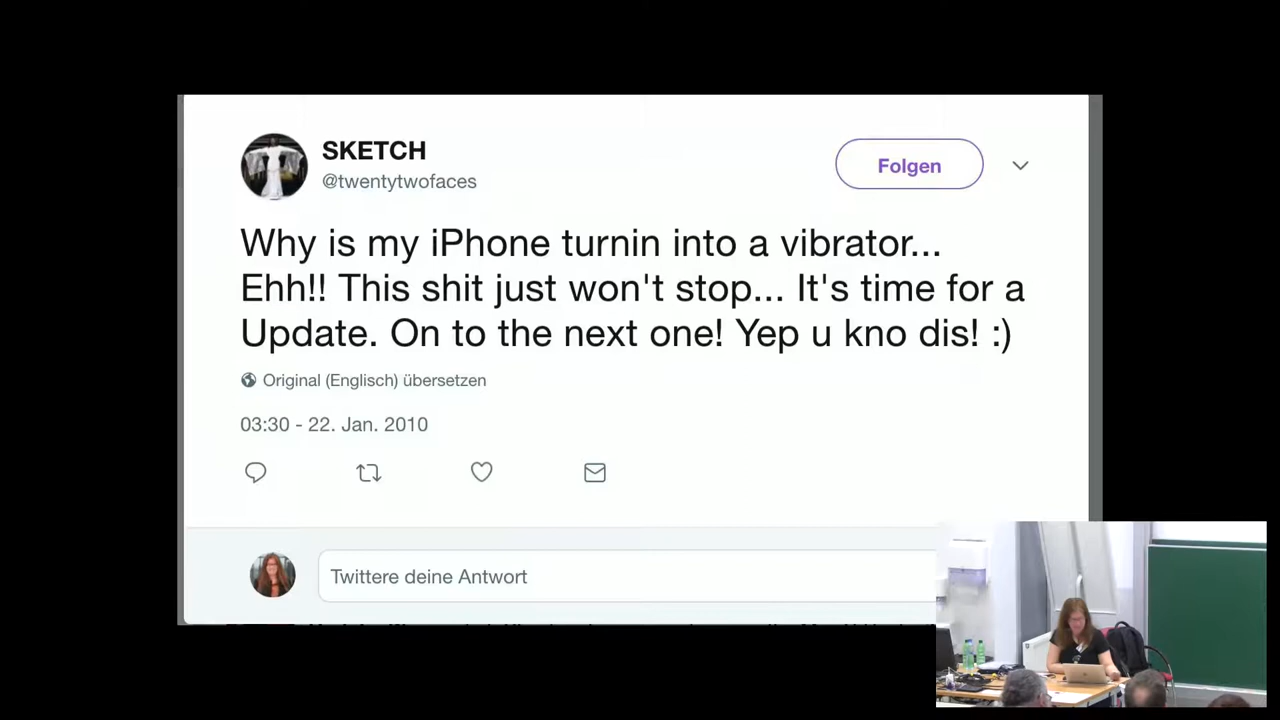 SKETCH
@twentytwofaces
Folgen
Why is my iPhone turnin into a vibrator...
Ehh!! This shit just won't stop... It's time for a
Update. On to the next one! Yep u kno dis! :)
Original (Englisch) übersetzen
03:30 - 22. Jan. 2010
Twittere deine Antwort